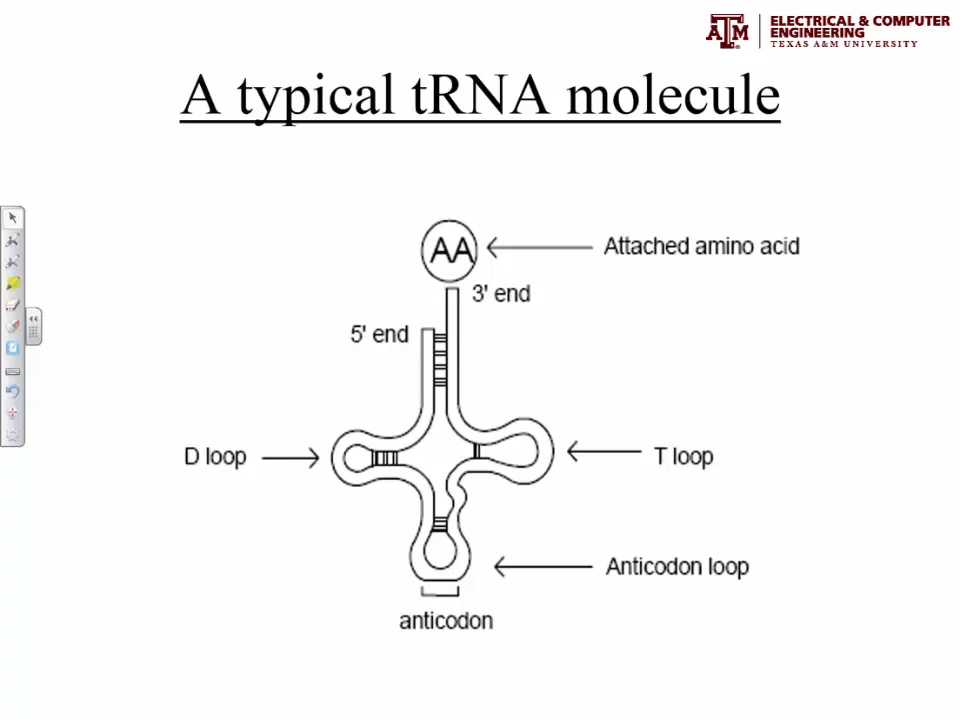 ELECTRICAL & COMPUTER
ENGINEERING
TEXAS A&M UNIVERSITY
A typical tRNA molecule
AA
Attached amino acid
3' end
5' end
D loop
T loop
Anticodon loop
anticodon